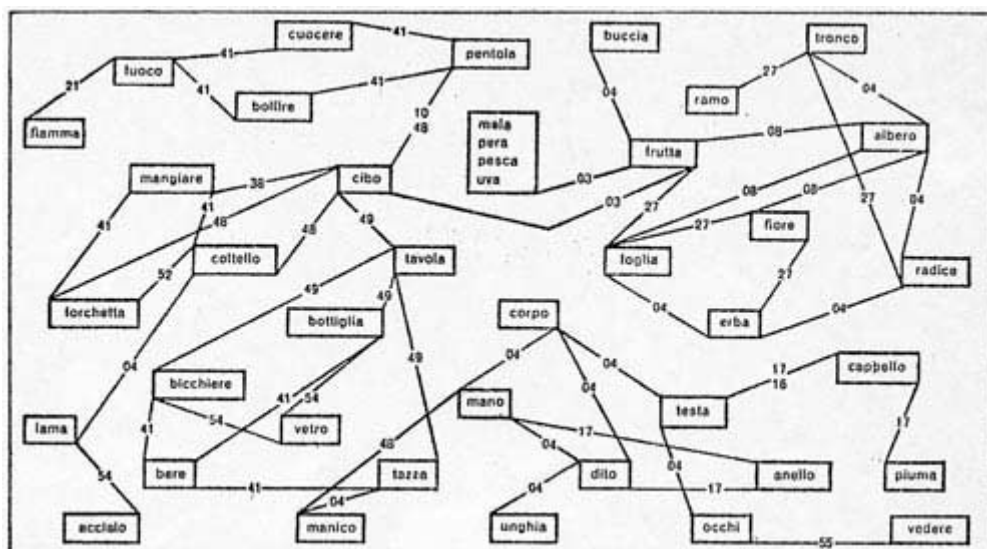 cuocere
41
41
pentola
buccia
tronco
fuoco
21
41
41
bollire
fiamma
10
48
04
27
ramo
04
mela
pera
pesca
uva
frutta
08
albero
mangiare
38
cibo
03
03
41
41
48
48
49
27
08
08
27
27
04
fiore
coltello
52
tavola
foglia
radice
forchetta
49
49
27
bottiglia
corpo
04
erba
04
04
49
04
04
17
16
cappello
bicchiere
41
54
mano
04
testa
lama
41
54
vetro
48
04
17
04
17
54
bere
41
tazza
04
dito
17
anello
piuma
acciaio
manico
unghia
occhi
55
vedere